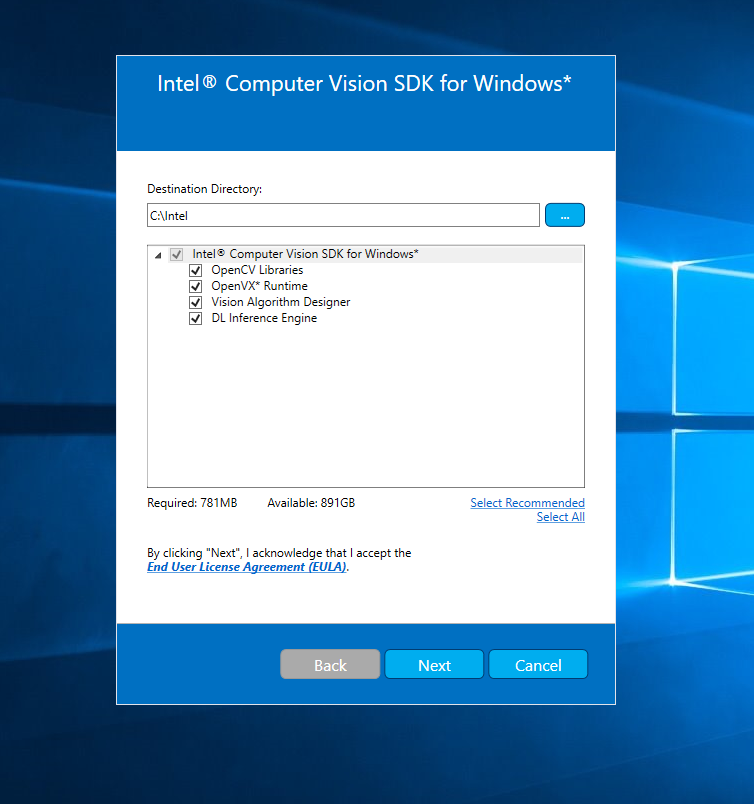 Intel® Computer Vision SDK for Windows*
Destination Directory:
C:\Intel
...
Intel® Computer Vision SDK for Windows*
OpenCV Libraries
OpenVX* Runtime
Vision Algorithm Designer
DL Inference Engine
Required: 781MB Available: 891GB Select Recommended
Select All
By clicking "Next", I acknowledge that I accept the
End User License Agreement (EULA).
Back Next Cancel